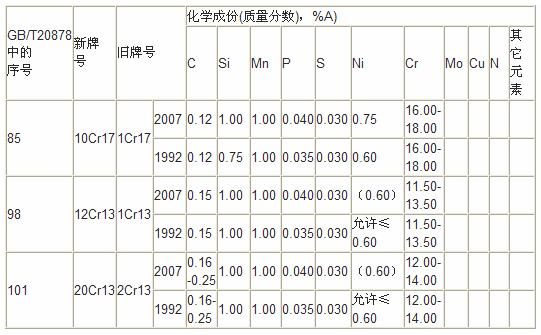 GB/T20878中的序号 新牌号 旧牌号 化学成份(质量分数)，%A)
C Si Mn P S Ni Cr Mo Cu N 其它元素
85 10Cr17 1Cr17 2007 0.12 1.00 1.00 0.040 0.030 0.75 16.00-18.00
1992 0.12 0.75 1.00 0.035 0.030 0.60 16.00-18.00
98 12Cr13 1Cr13 2007 0.15 1.00 1.00 0.040 0.030 （0.60） 11.50-13.50
1992 0.15 1.00 1.00 0.035 0.030 允许≤0.60 11.50-13.50
101 20Cr13 2Cr13 2007 0.16-0.25 1.00 1.00 0.040 0.030 （0.60） 12.00-14.00
1992 0.16-0.25 1.00 1.00 0.035 0.030 允许≤0.60 12.00-14.00